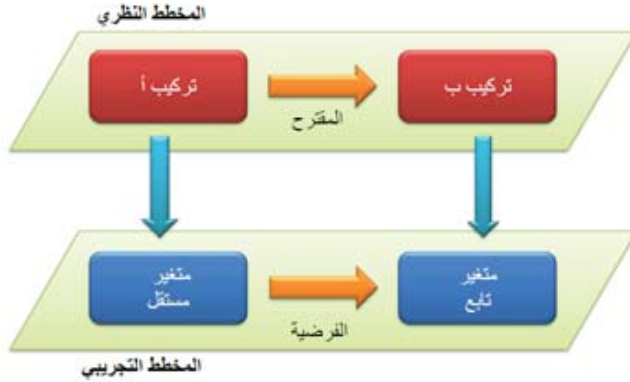 المخطط النظري
تركيب أ
تركيب ب
المقترح
متغير
مستقل
متغير
تابع
الفرضية
المخطط التجريبي